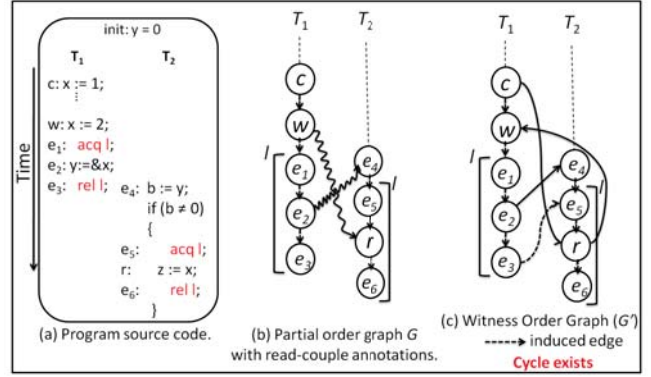 init: y = 0
T1 T2
Time
c: x := 1;
⋮
w: x := 2;
e1: acq l;
e2: y:=&x;
e3: rel l; e4: b := y;
if (b ≠ 0)
{
e5: acq l;
r: z := x;
e6: rel l;
}
(a) Program source code.
T1 T2
c
w
l
e1
e2
e3
e4
l
e5
r
e6
(b) Partial order graph G
with read-couple annotations.
T1 T2
c
w
l
e1
e2
e3
e4
l
e5
r
e6
(c) Witness Order Graph (G')
induced edge
Cycle exists